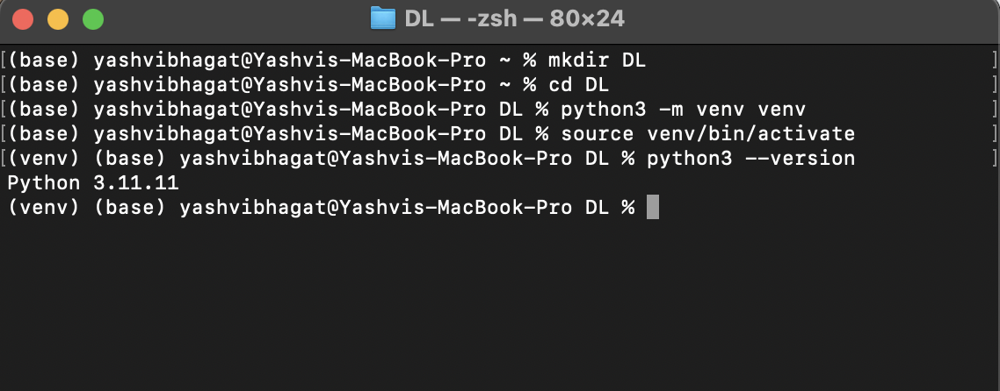 DL — -zsh — 80×24
[(base) yashvibhagat@Yashvis-MacBook-Pro ~ % mkdir DL ]
[(base) yashvibhagat@Yashvis-MacBook-Pro ~ % cd DL ]
[(base) yashvibhagat@Yashvis-MacBook-Pro DL % python3 -m venv venv ]
[(base) yashvibhagat@Yashvis-MacBook-Pro DL % source venv/bin/activate ]
[(venv) (base) yashvibhagat@Yashvis-MacBook-Pro DL % python3 --version ]
Python 3.11.11
(venv) (base) yashvibhagat@Yashvis-MacBook-Pro DL %